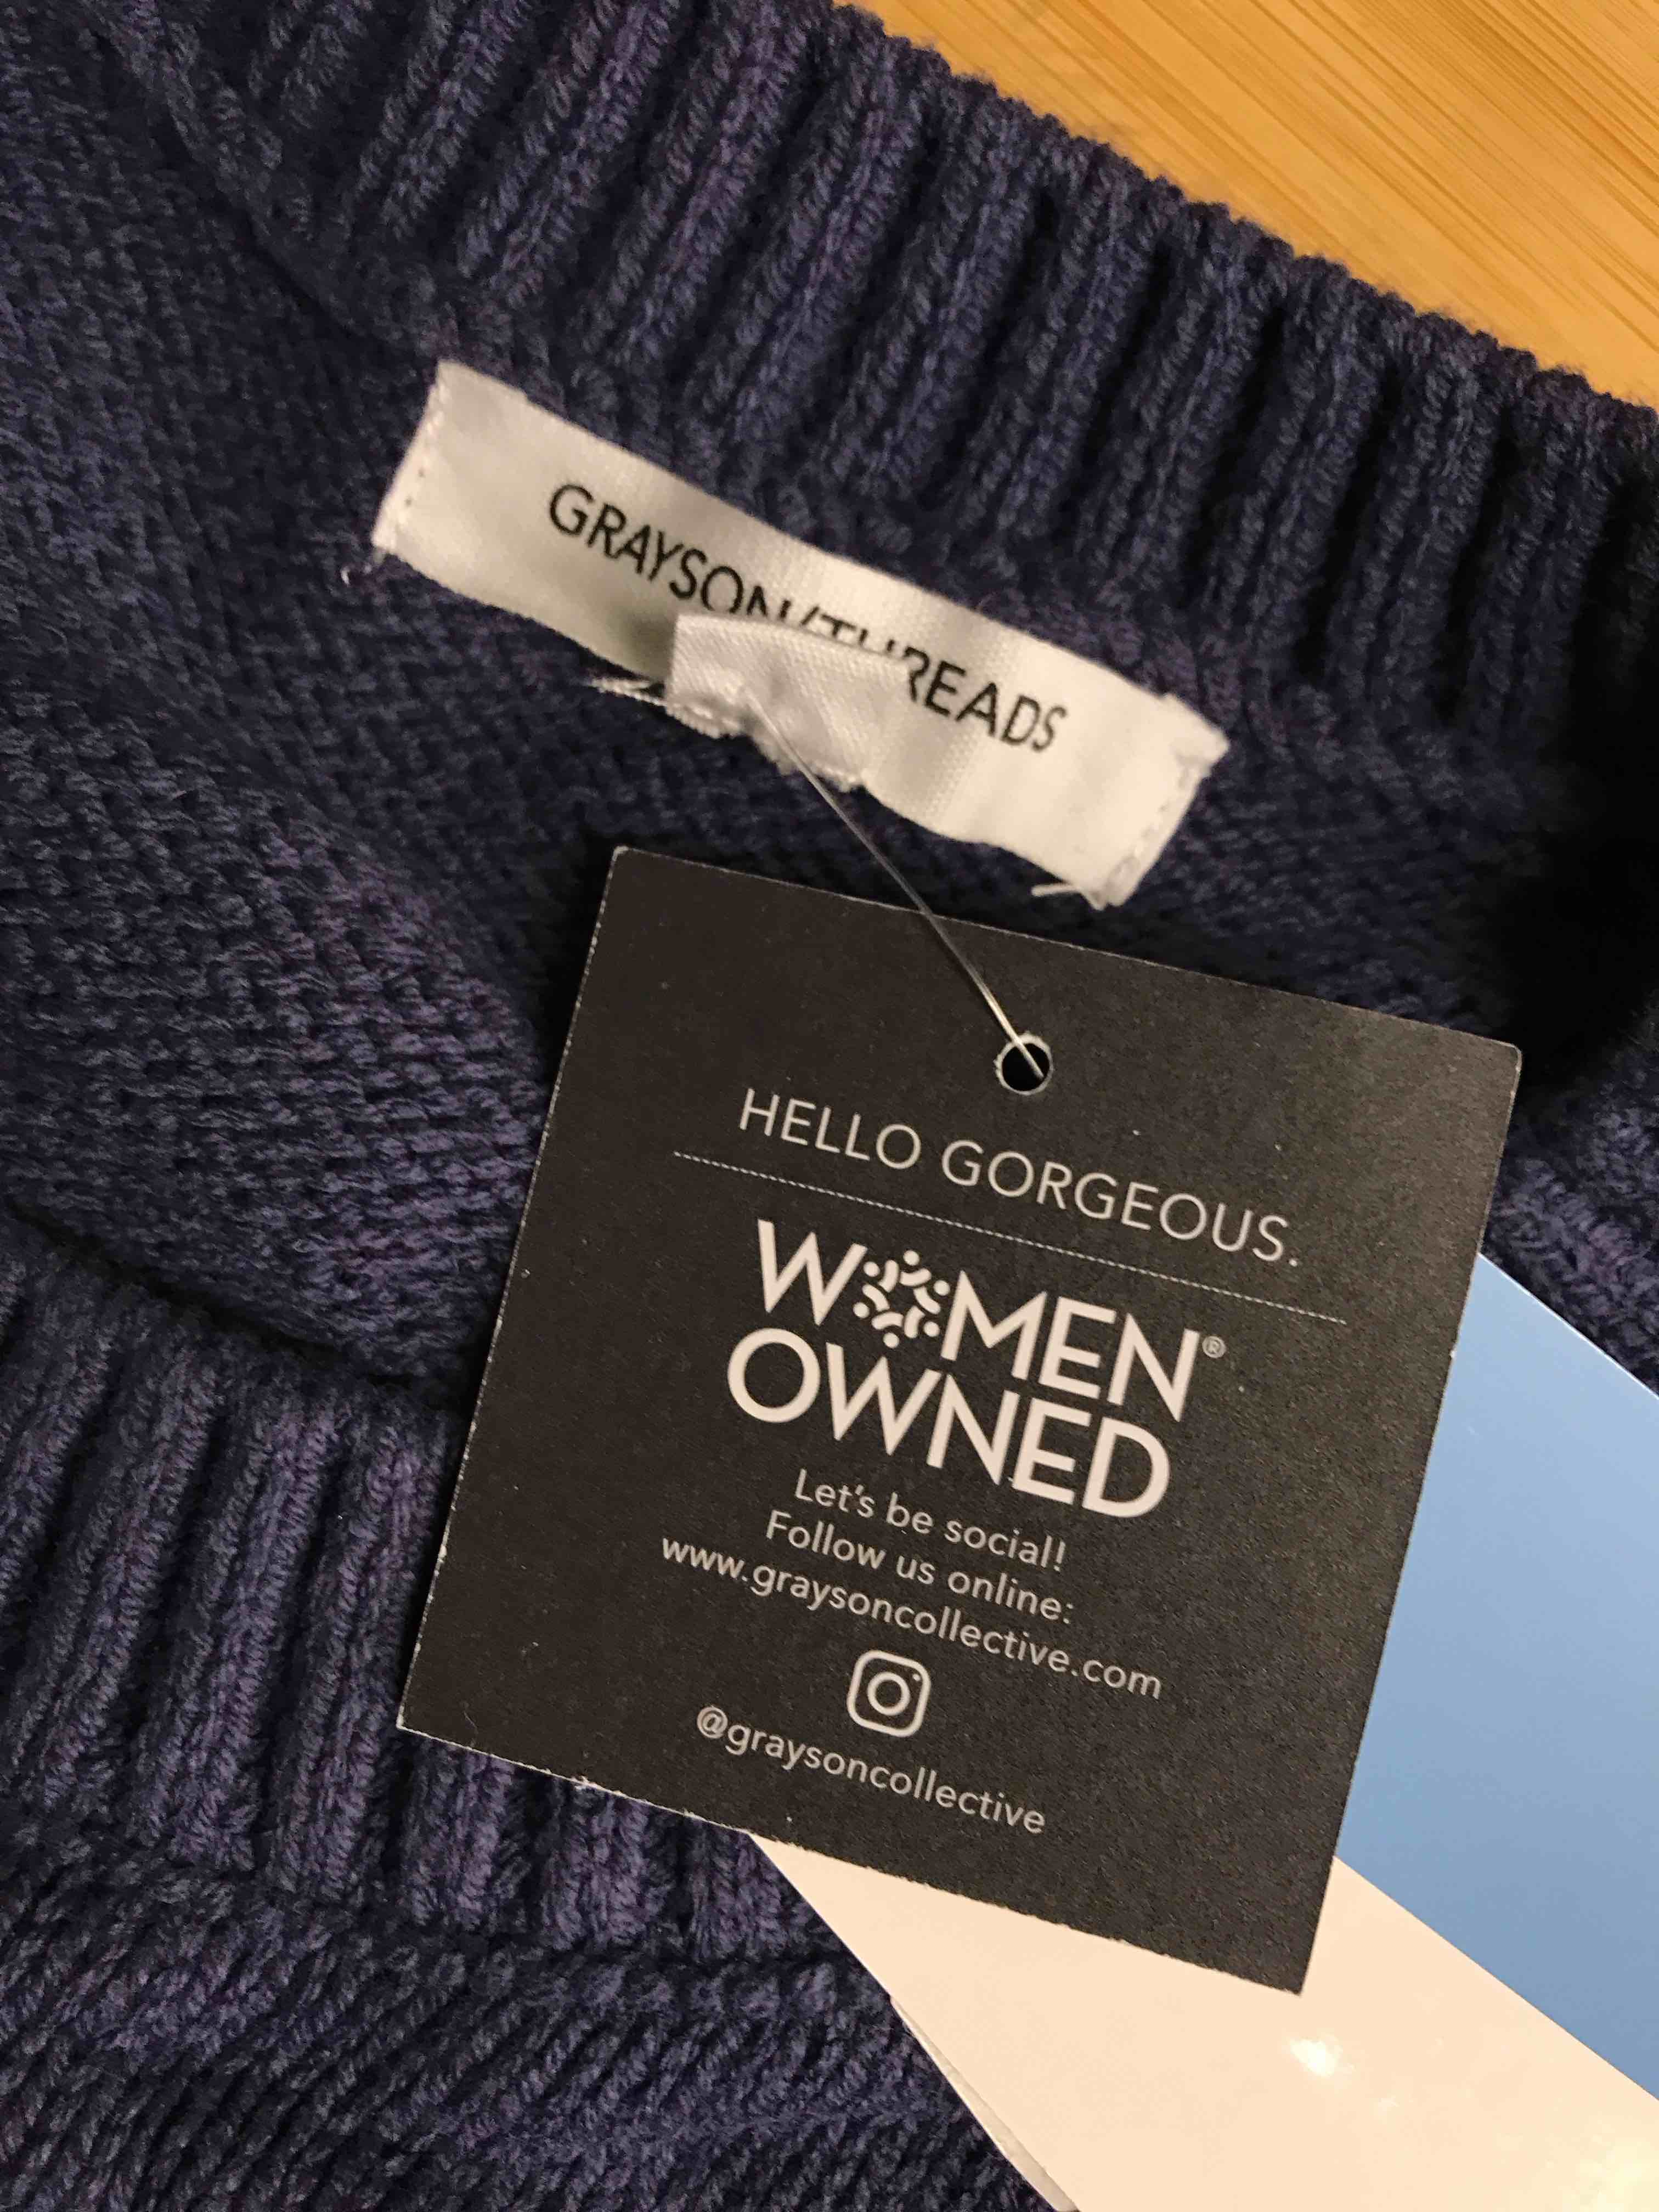 GRAYSON/THREADS
HELLO GORGEOUS.
WOMEN®
OWNED
Let's be social!
Follow us online:
www.graysoncollective.com
@graysoncollective